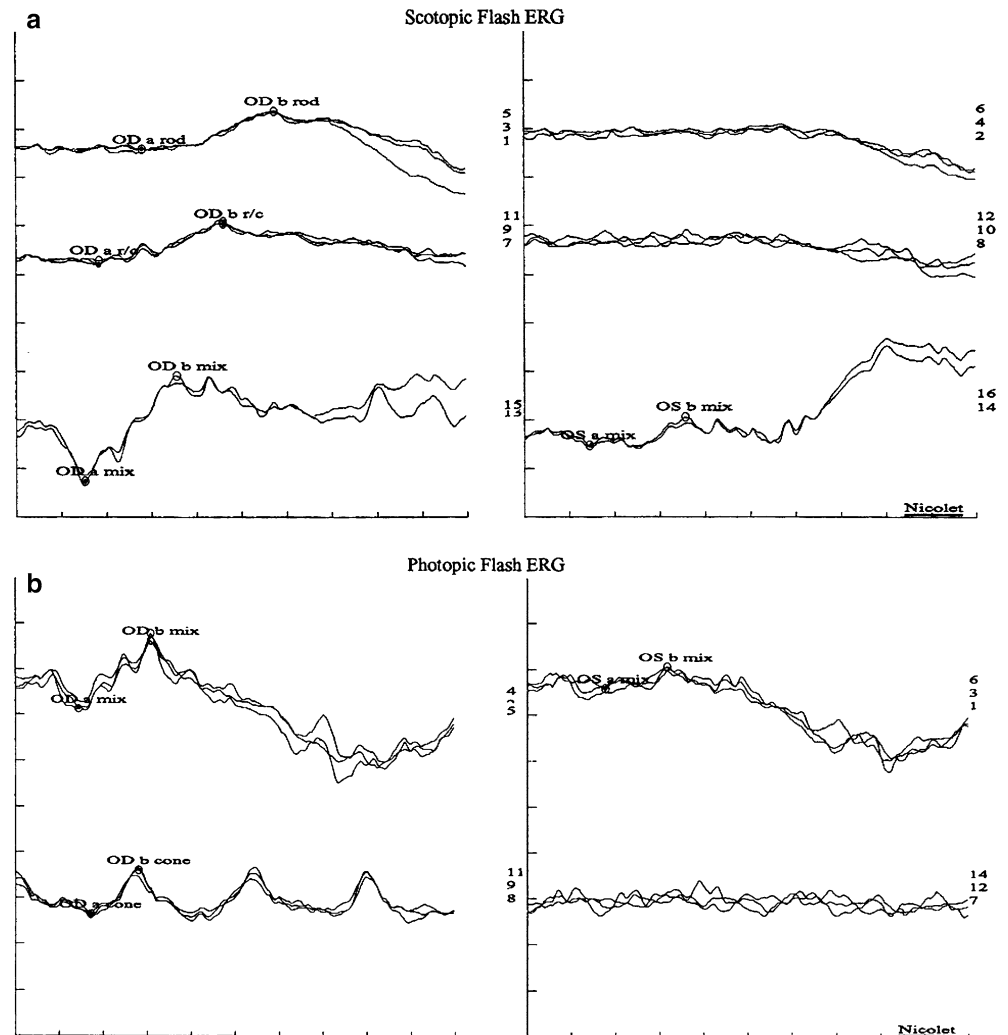 a
Scotopic Flash ERG
OD b rod
OD a rod
5
3
1
6
4
2
OD b r/c
OD a r/c
11
9
7
12
10
8
OD b mix
OD a mix
15
13
OS b mix
OS a mix
16
14
Nicolet
b
Photopic Flash ERG
OD b mix
OD a mix
4
2
5
OS b mix
OS a mix
6
3
1
OD b cone
OD a cone
11
9
8
14
12
7
Nicolet